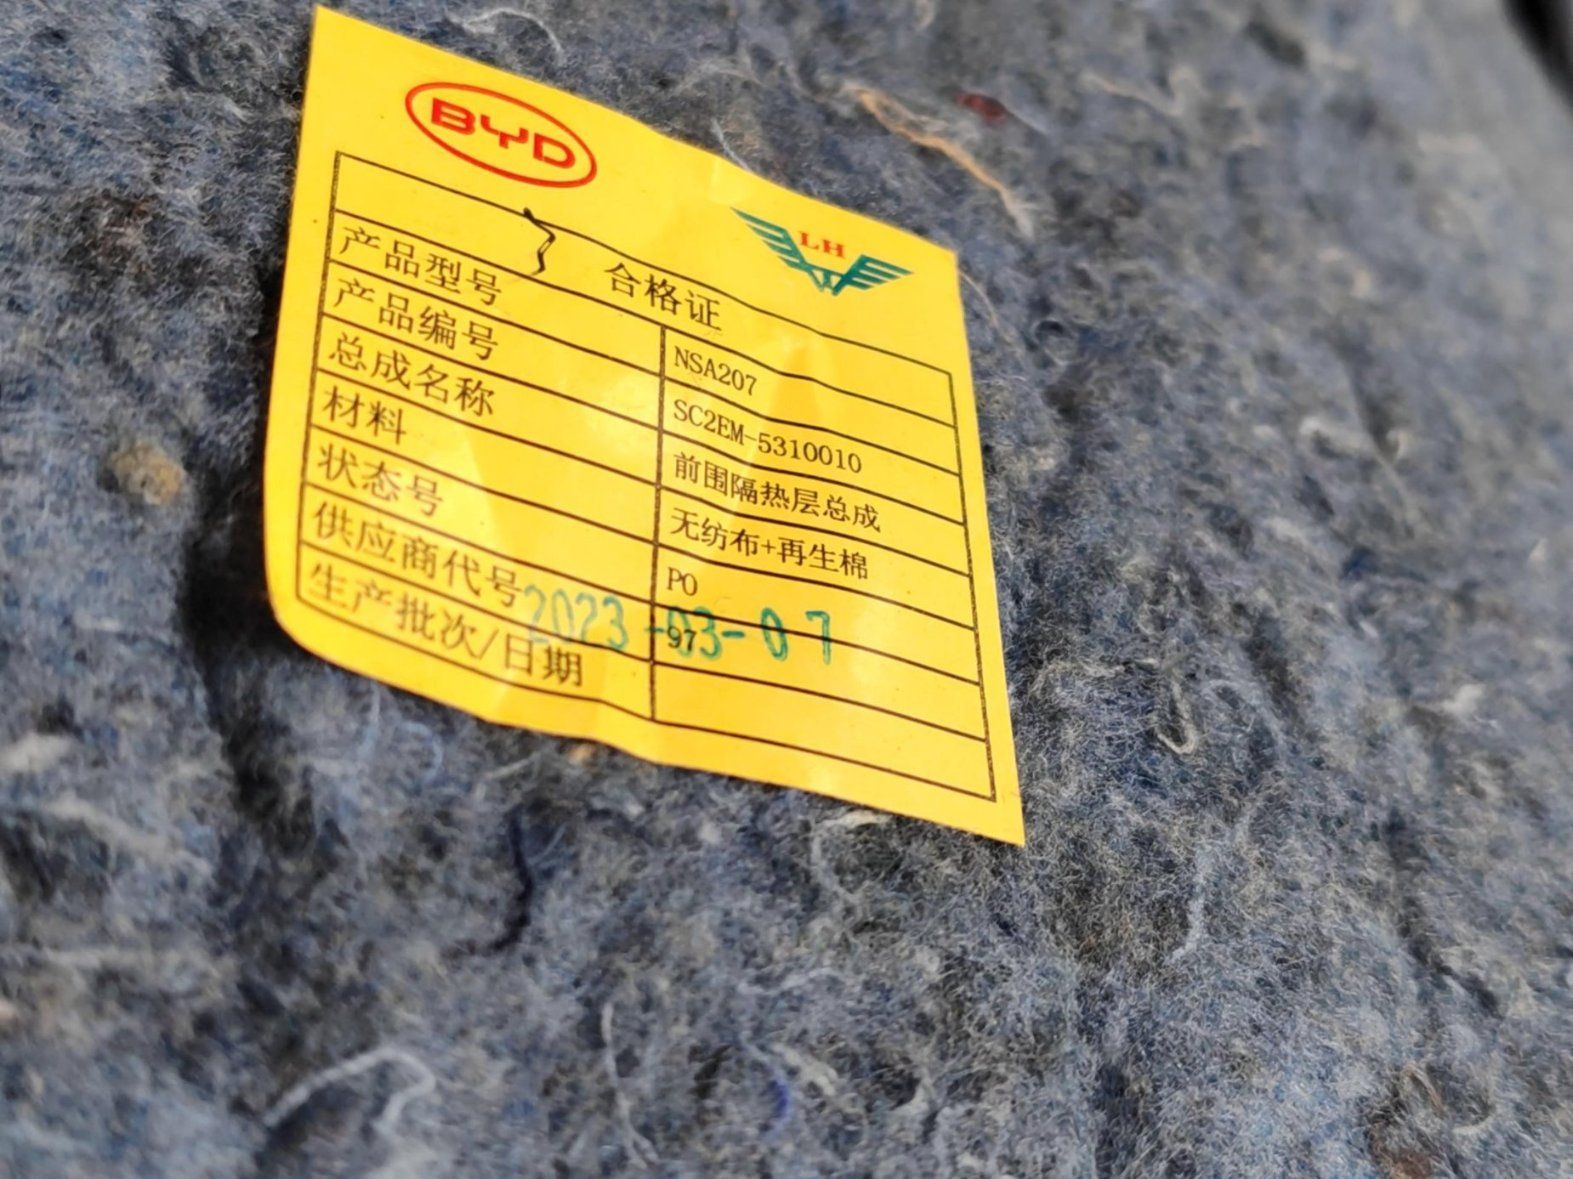 BYD
LH
合格证
产品型号 NSA207
产品编号 SC2EM-5310010
总成名称 前围隔热层总成
材料 无纺布+再生棉
状态号 P0
供应商代号 97
生产批次/日期 2023-03-07